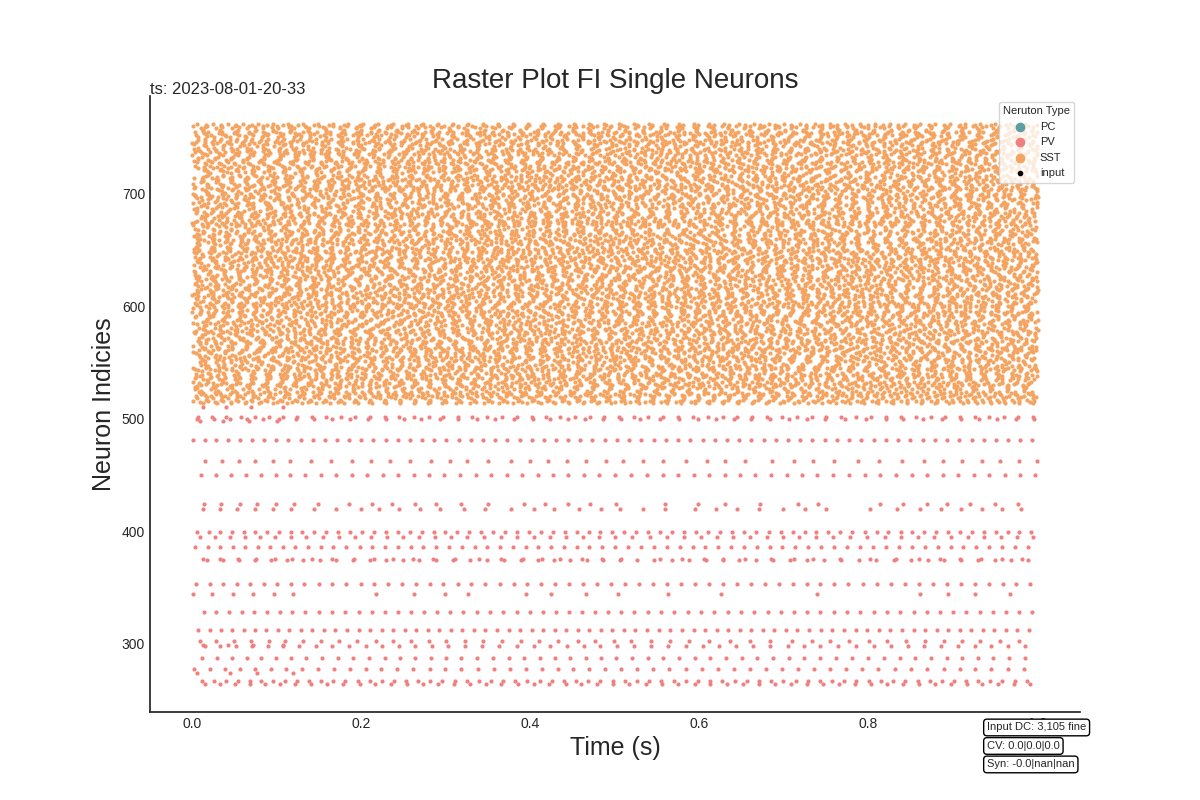 Raster Plot FI Single Neurons
ts: 2023-08-01-20-33
Neruton Type
PC
PV
SST
input
Neuron Indicies
700
600
500
400
300
0.0 0.2 0.4 0.6 0.8
Time (s)
Input DC: 3,105 fine
CV: 0.0|0.0|0.0
Syn: -0.0|nan|nan